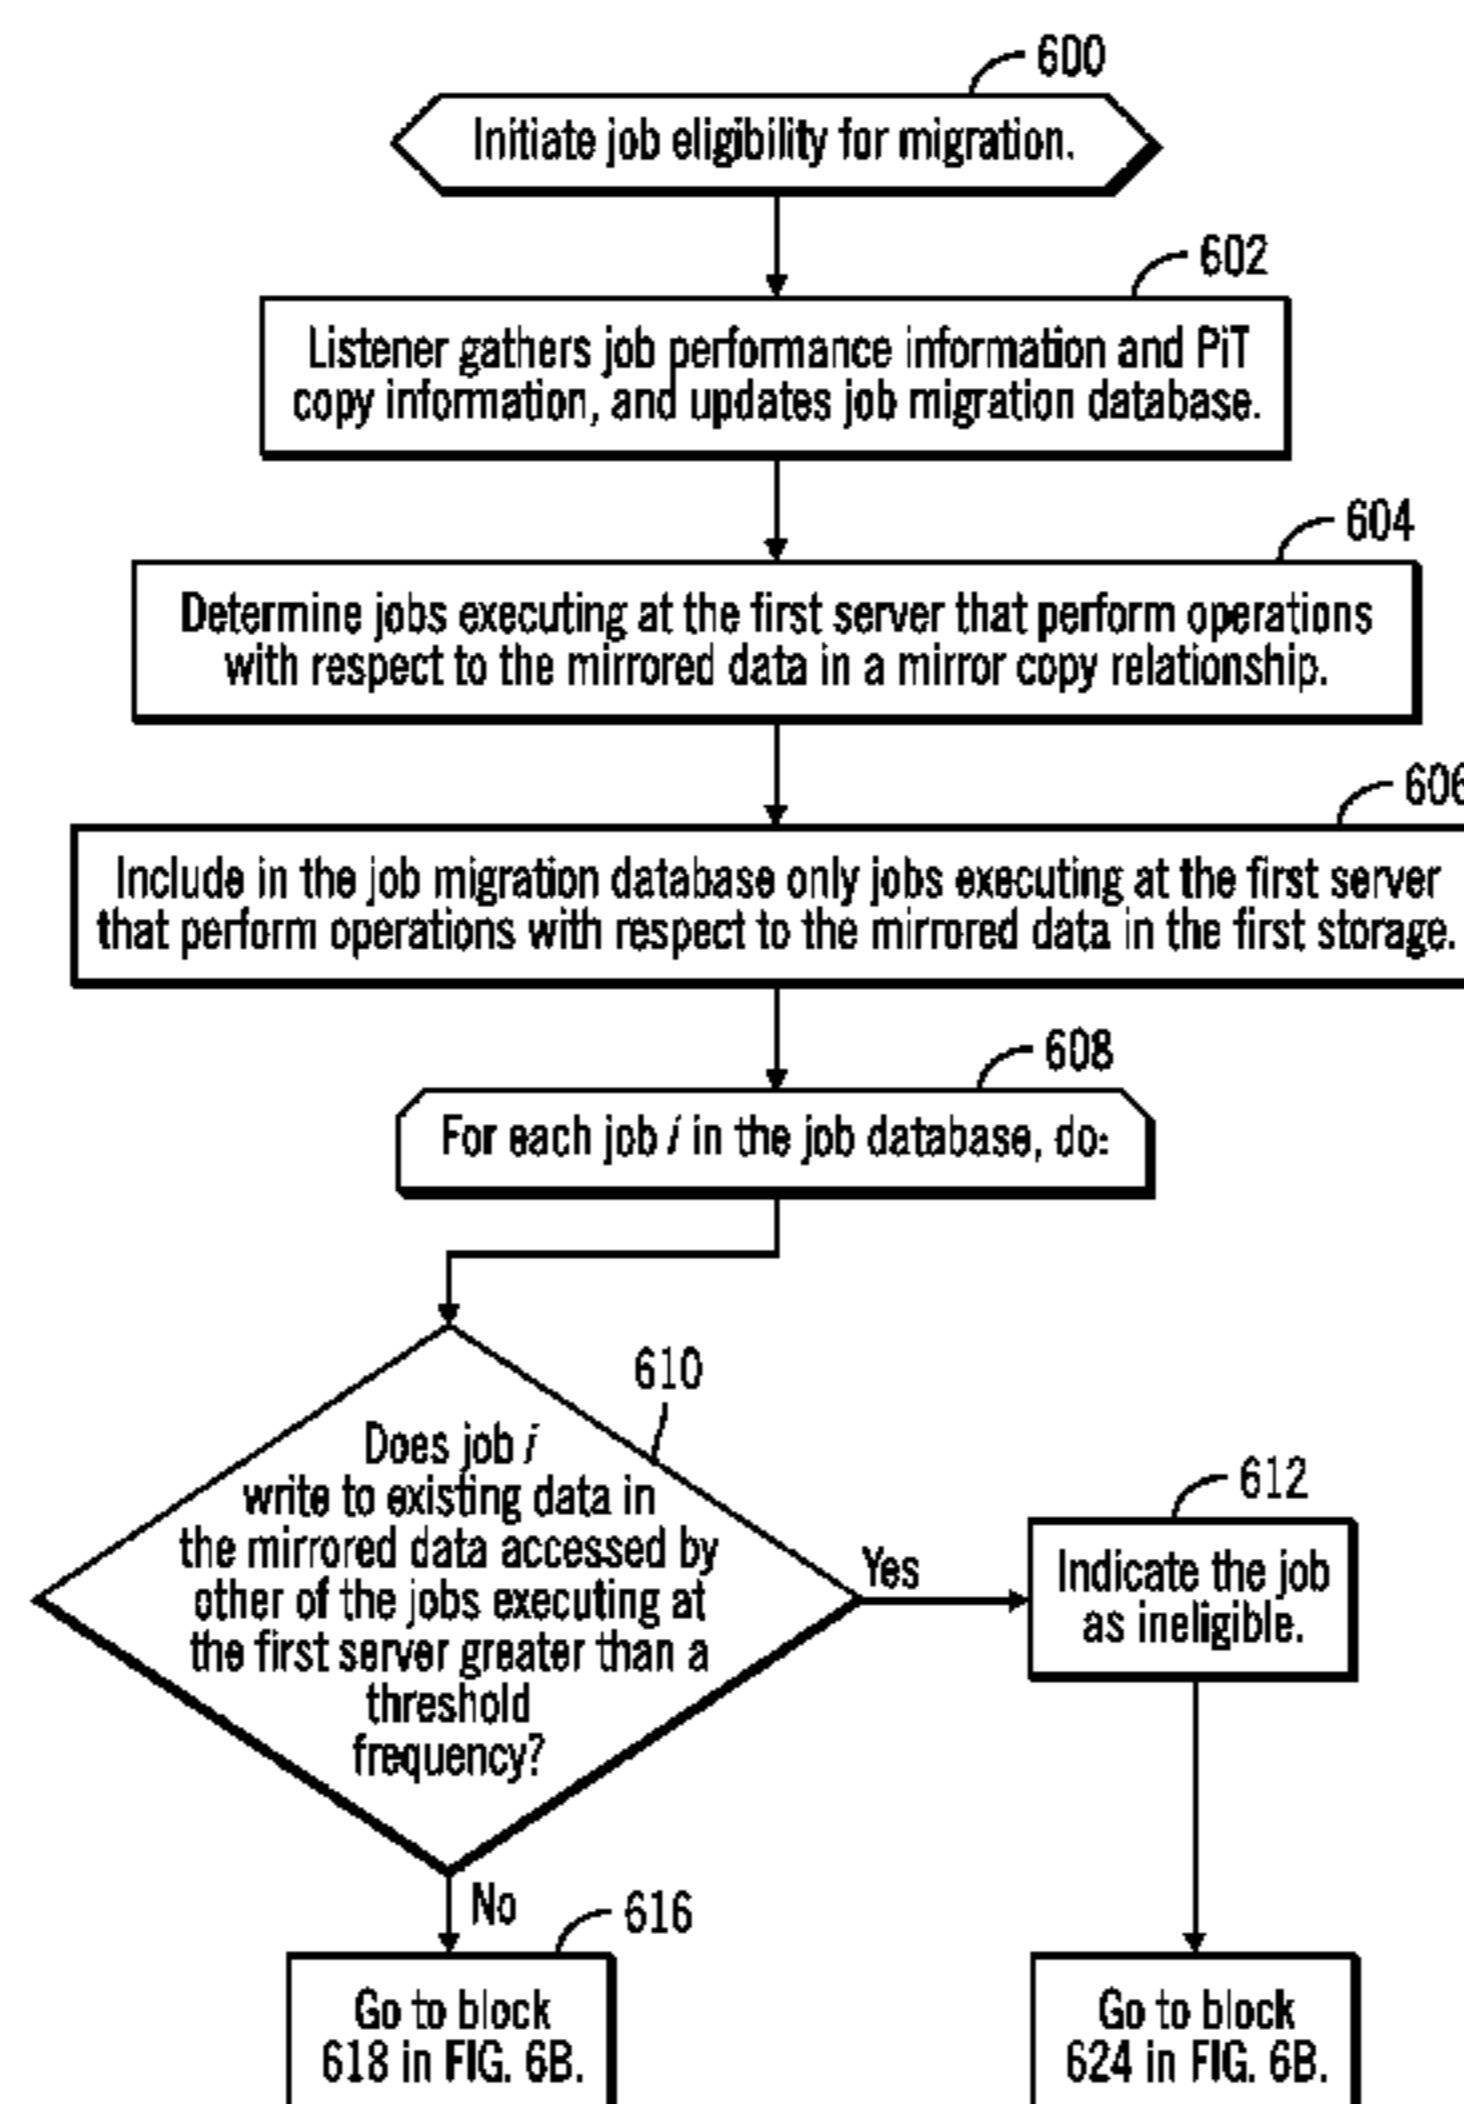 600
Initiate job eligibility for migration.
602
Listener gathers job performance information and PiT
copy information, and updates job migration database.
604
Determine jobs executing at the first server that perform operations
with respect to the mirrored data in a mirror copy relationship.
606
Include in the job migration database only jobs executing at the first server
that perform operations with respect to the mirrored data in the first storage.
608
For each job i in the job database, do:
610
Does job i
write to existing data in
the mirrored data accessed by
other of the jobs executing at
the first server greater than a
threshold
frequency?
Yes
612
Indicate the job
as ineligible.
No
616
Go to block
618 in FIG. 6B.
Go to block
624 in FIG. 6B.